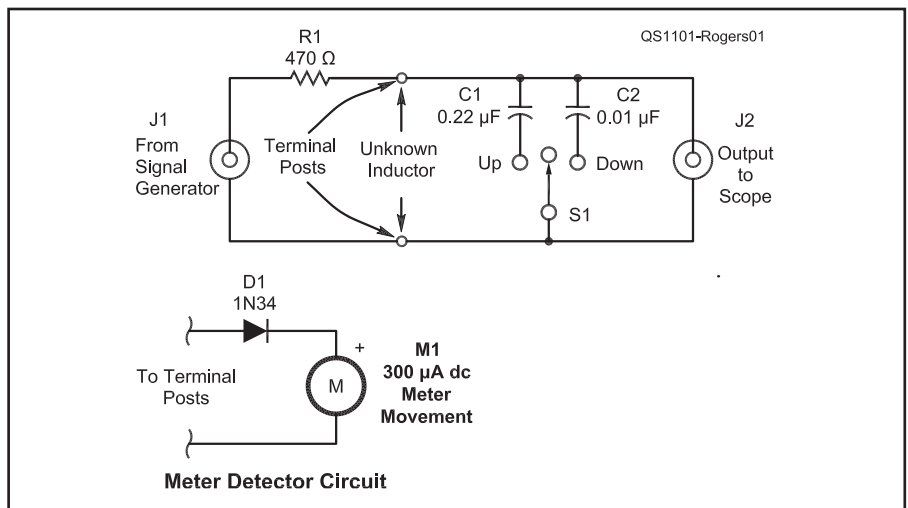 QS1101-Rogers01
R1
470 Ω
J1
From
Signal
Generator
Terminal
Posts
Unknown
Inductor
C1
0.22 µF
C2
0.01 µF
Up
Down
S1
J2
Output
to
Scope
D1
1N34
To Terminal
Posts
+
M
M1
300 µA dc
Meter
Movement
Meter Detector Circuit